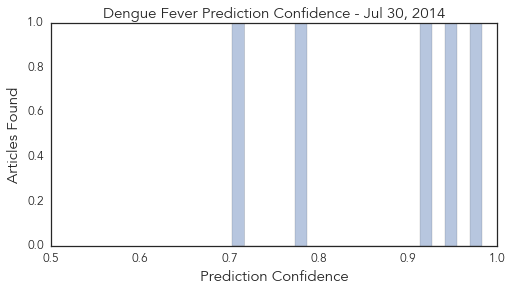 Dengue Fever Prediction Confidence - Jul 30, 2014
1.0
0.8
0.6
0.4
0.2
0.0
Articles Found
0.5 0.6 0.7 0.8 0.9 1.0
Prediction Confidence